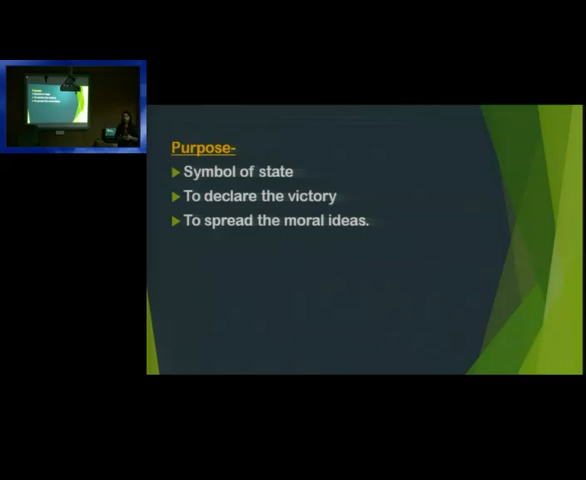 Purpose-
Symbol of state
To declare the victory
To spread the moral ideas.